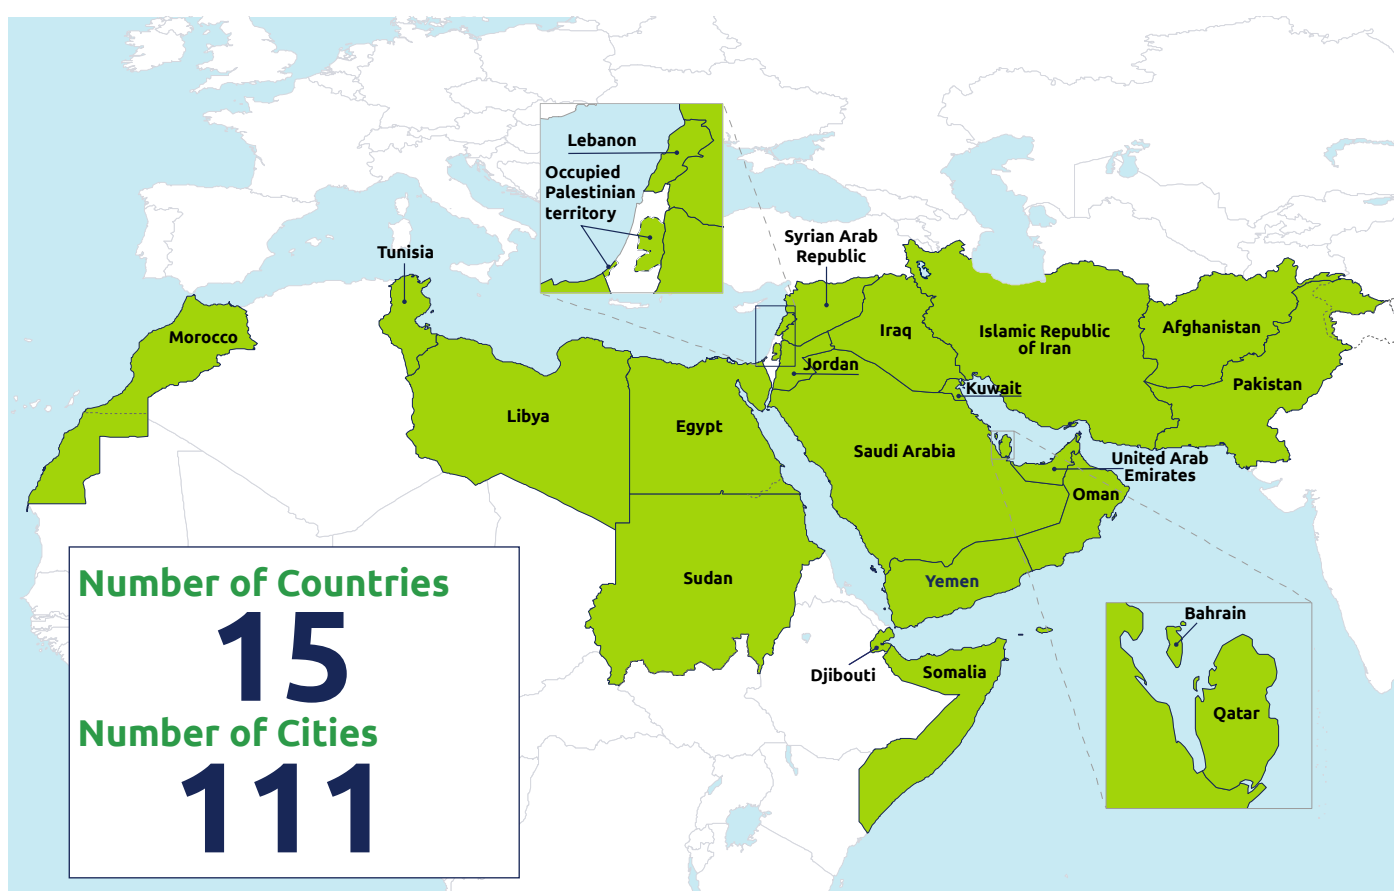 Lebanon
Occupied
Palestinian
territory
Tunisia
Syrian Arab
Republic
Morocco
Iraq
Islamic Republic
of Iran
Afghanistan
Jordan
Kuwait
Pakistan
Libya
Egypt
Saudi Arabia
United Arab
Emirates
Oman
Sudan
Yemen
Djibouti
Somalia
Bahrain
Qatar
Number of Countries
15
Number of Cities
111